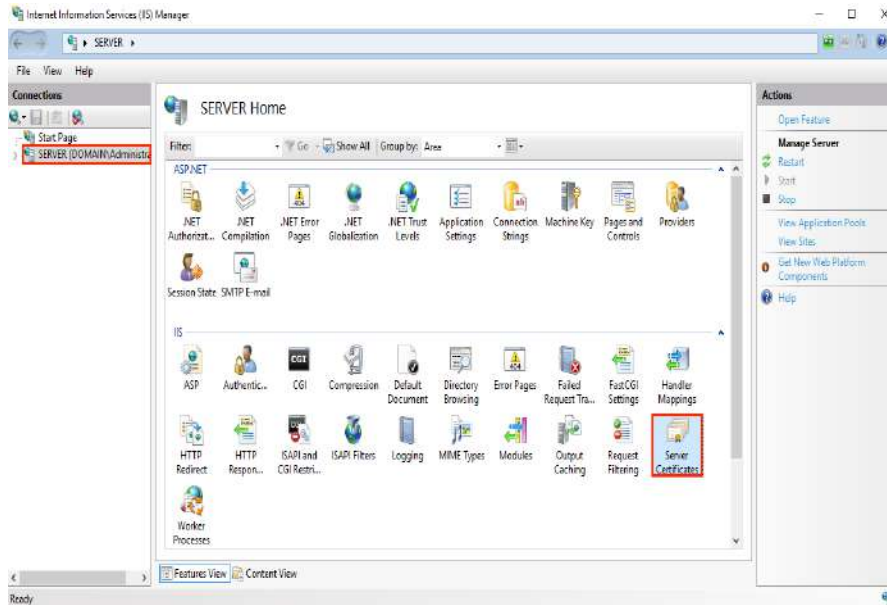 Internet Information Services (IIS) Manager
SERVER
File View Help
Connections
Start Page
SERVER (DOMAIN\Administra
SERVER Home
Filter: Go Show All Group by: Area
ASP.NET
.NET Authorizat...
.NET Compilation
.NET Error Pages
.NET Globalization
.NET Trust Levels
Application Settings
Connection Strings
Machine Key
Pages and Controls
Providers
Session State
SMTP E-mail
IIS
ASP
Authentic...
CGI
Compression
Default Document
Directory Browsing
Error Pages
Failed Request Tra...
FastCGI Settings
Handler Mappings
HTTP Redirect
HTTP Respon...
ISAPI and CGI Restri...
ISAPI Filters
Logging
MIME Types
Modules
Output Caching
Request Filtering
Server Certificates
Worker Processes
Features View Content View
Ready
Actions
Open Feature
Manage Server
Restart
Start
Stop
View Application Pools
View Sites
Get New Web Platform
Components
Help